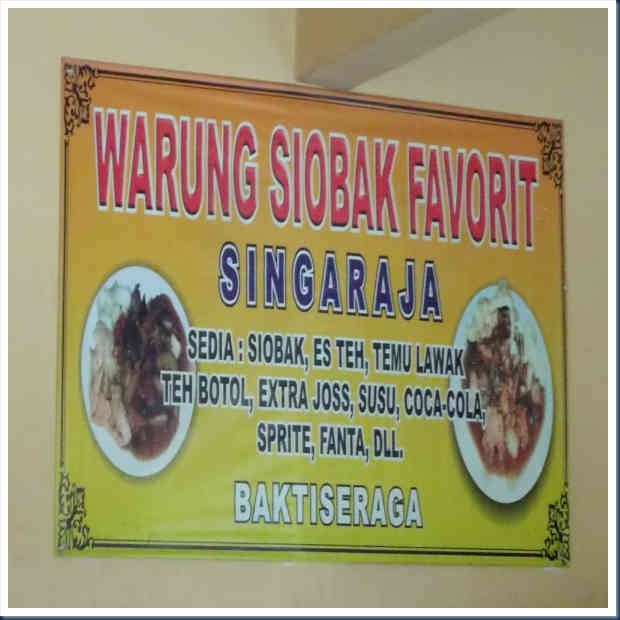 WARUNG SIOBAK FAVORIT
SINGARAJA
SEDIA : SIOBAK, ES TEH, TEMU LAWAK
TEH BOTOL, EXTRA JOSS, SUSU, COCA-COLA,
SPRITE, FANTA, DLL.
BAKTISERAGA